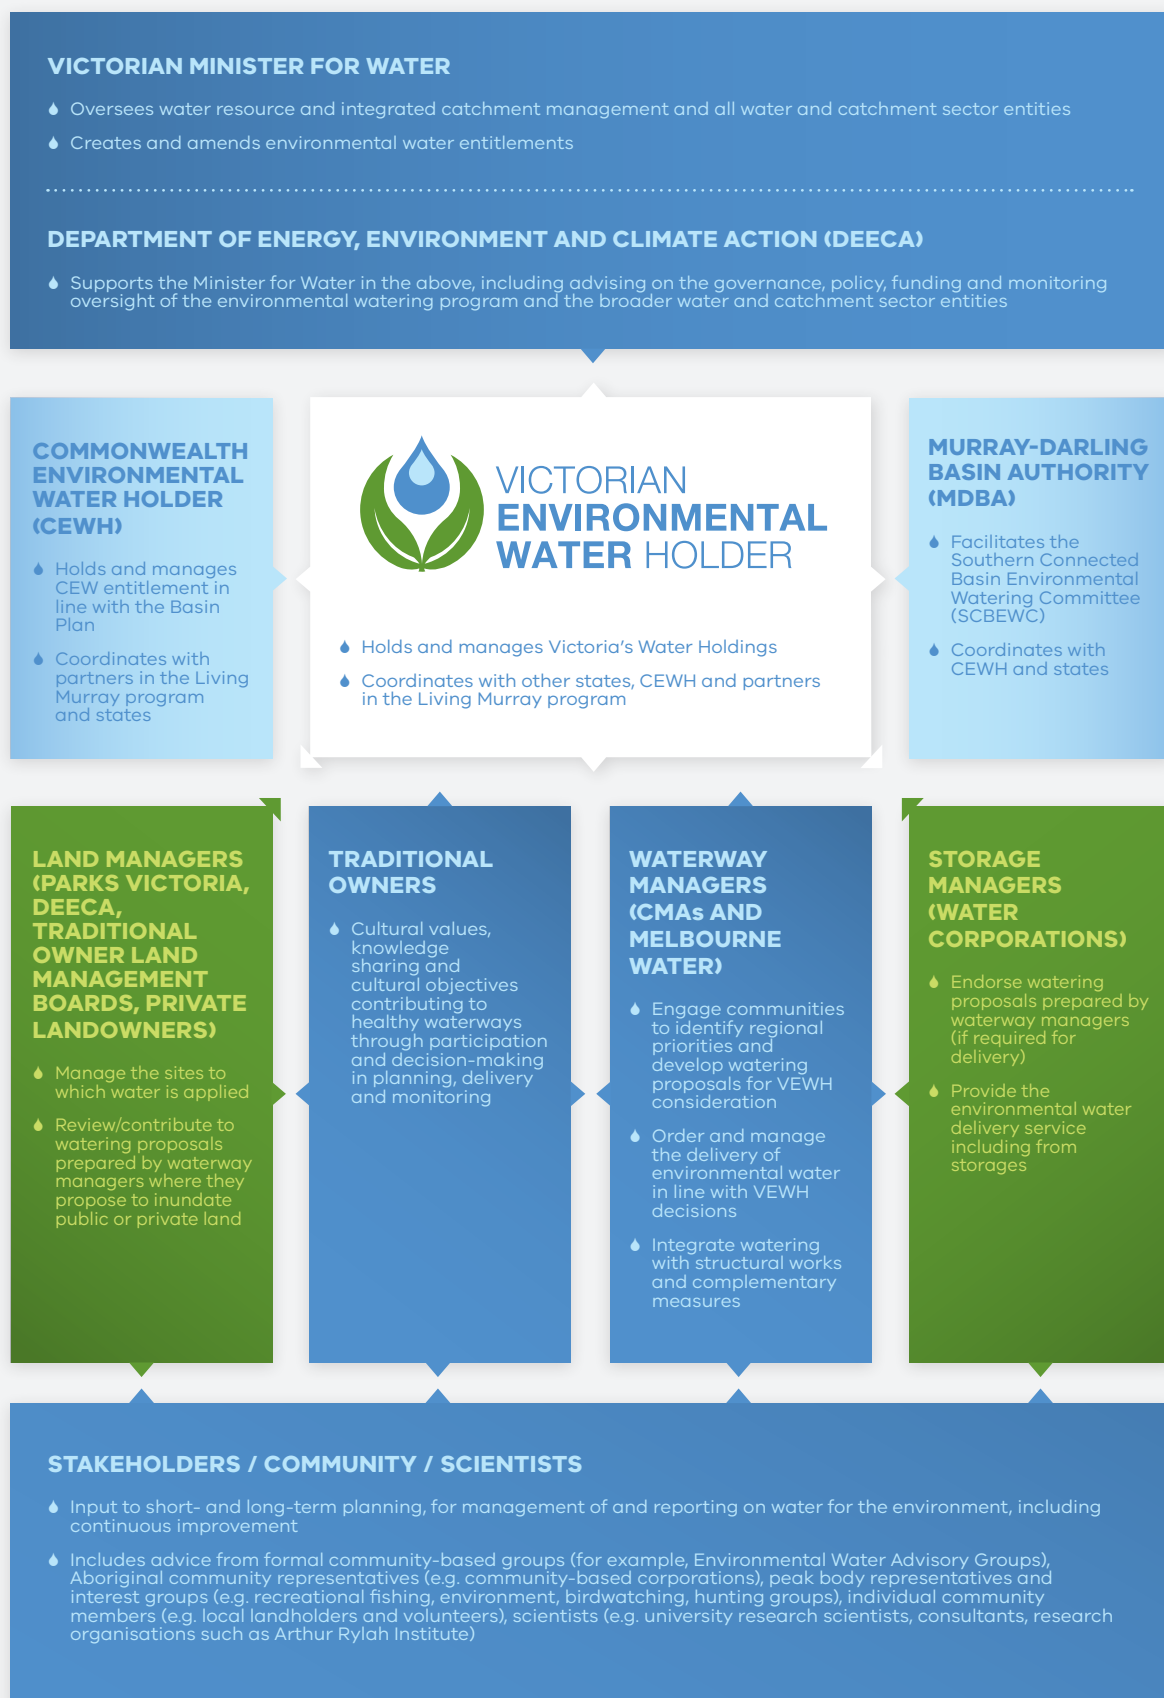 VICTORIAN MINISTER FOR WATER
Oversees water resource and integrated catchment management and all water and catchment sector entities
Creates and amends environmental water entitlements
DEPARTMENT OF ENERGY, ENVIRONMENT AND CLIMATE ACTION (DEECA)
Supports the Minister for Water in the above, including advising on the governance, policy, funding and monitoring
oversight of the environmental watering program and the broader water and catchment sector entities
COMMONWEALTH
ENVIRONMENTAL
WATER HOLDER
(CEWH)
Holds and manages
CEW entitlement in
line with the Basin
Plan
Coordinates with
partners in the Living
Murray program
and states
VICTORIAN
ENVIRONMENTAL
WATER HOLDER
Holds and manages Victoria's Water Holdings
Coordinates with other states, CEWH and partners
in the Living Murray program
MURRAY-DARLING
BASIN AUTHORITY
(MDBA)
Facilitates the
Southern Connected
Basin Environmental
Watering Committee
(SCBEWC)
Coordinates with
CEWH and states
LAND MANAGERS
(PARKS VICTORIA,
DEECA,
TRADITIONAL
OWNER LAND
MANAGEMENT
BOARDS, PRIVATE
LANDOWNERS)
Manage the sites to
which water is applied
Review/contribute to
watering proposals
prepared by waterway
managers where they
propose to inundate
public or private land
TRADITIONAL
OWNERS
Cultural values,
knowledge
sharing and
cultural objectives
contributing to
healthy waterways
through participation
and decision-making
in planning, delivery
and monitoring
WATERWAY
MANAGERS
(CMAs AND
MELBOURNE
WATER)
Engage communities
to identify regional
priorities and
develop watering
proposals for VEWH
consideration
Order and manage
the delivery of
environmental water
in line with VEWH
decisions
Integrate watering
with structural works
and complementary
measures
STORAGE
MANAGERS
(WATER
CORPORATIONS)
Endorse watering
proposals prepared by
waterway managers
(if required for
delivery)
Provide the
environmental water
delivery service
including from
storages
STAKEHOLDERS / COMMUNITY / SCIENTISTS
Input to short- and long-term planning, for management of and reporting on water for the environment, including
continuous improvement
Includes advice from formal community-based groups (for example, Environmental Water Advisory Groups),
Aboriginal community representatives (e.g. community-based corporations), peak body representatives and
interest groups (e.g. recreational fishing, environment, birdwatching, hunting groups), individual community
members (e.g. local landholders and volunteers), scientists (e.g. university research scientists, consultants, research
organisations such as Arthur Rylah Institute)